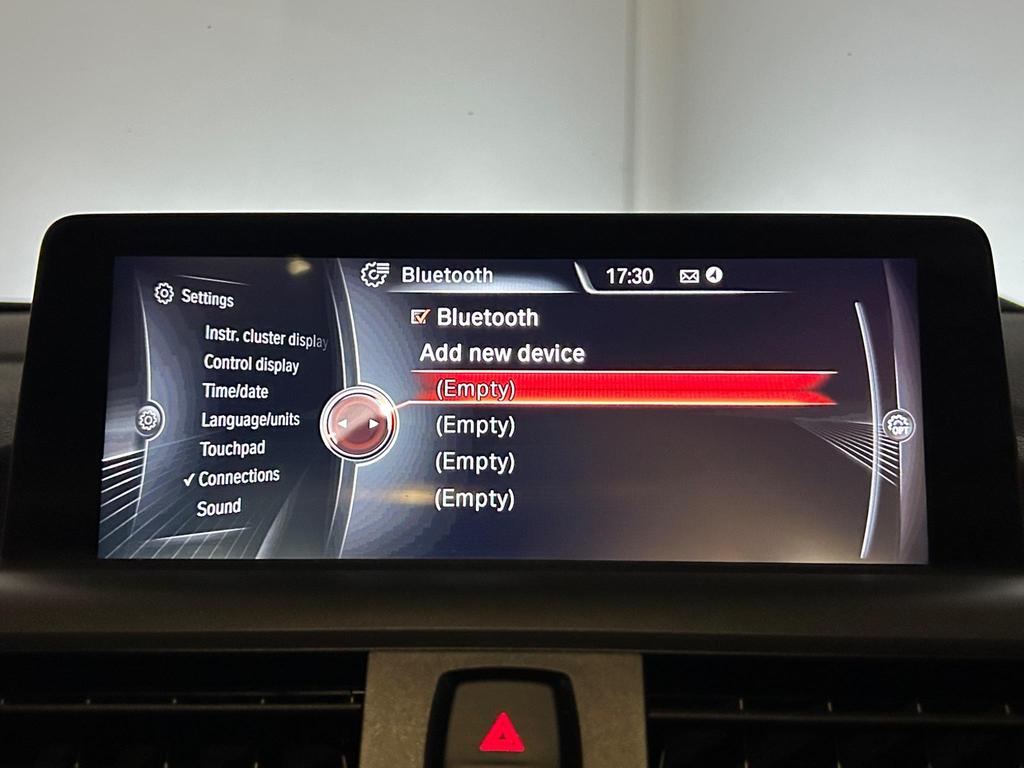 Settings
Instr. cluster display
Control display
Time/date
Language/units
Touchpad
Connections
Sound
Bluetooth
17:30
Bluetooth
Add new device
(Empty)
(Empty)
(Empty)
(Empty)
OPT